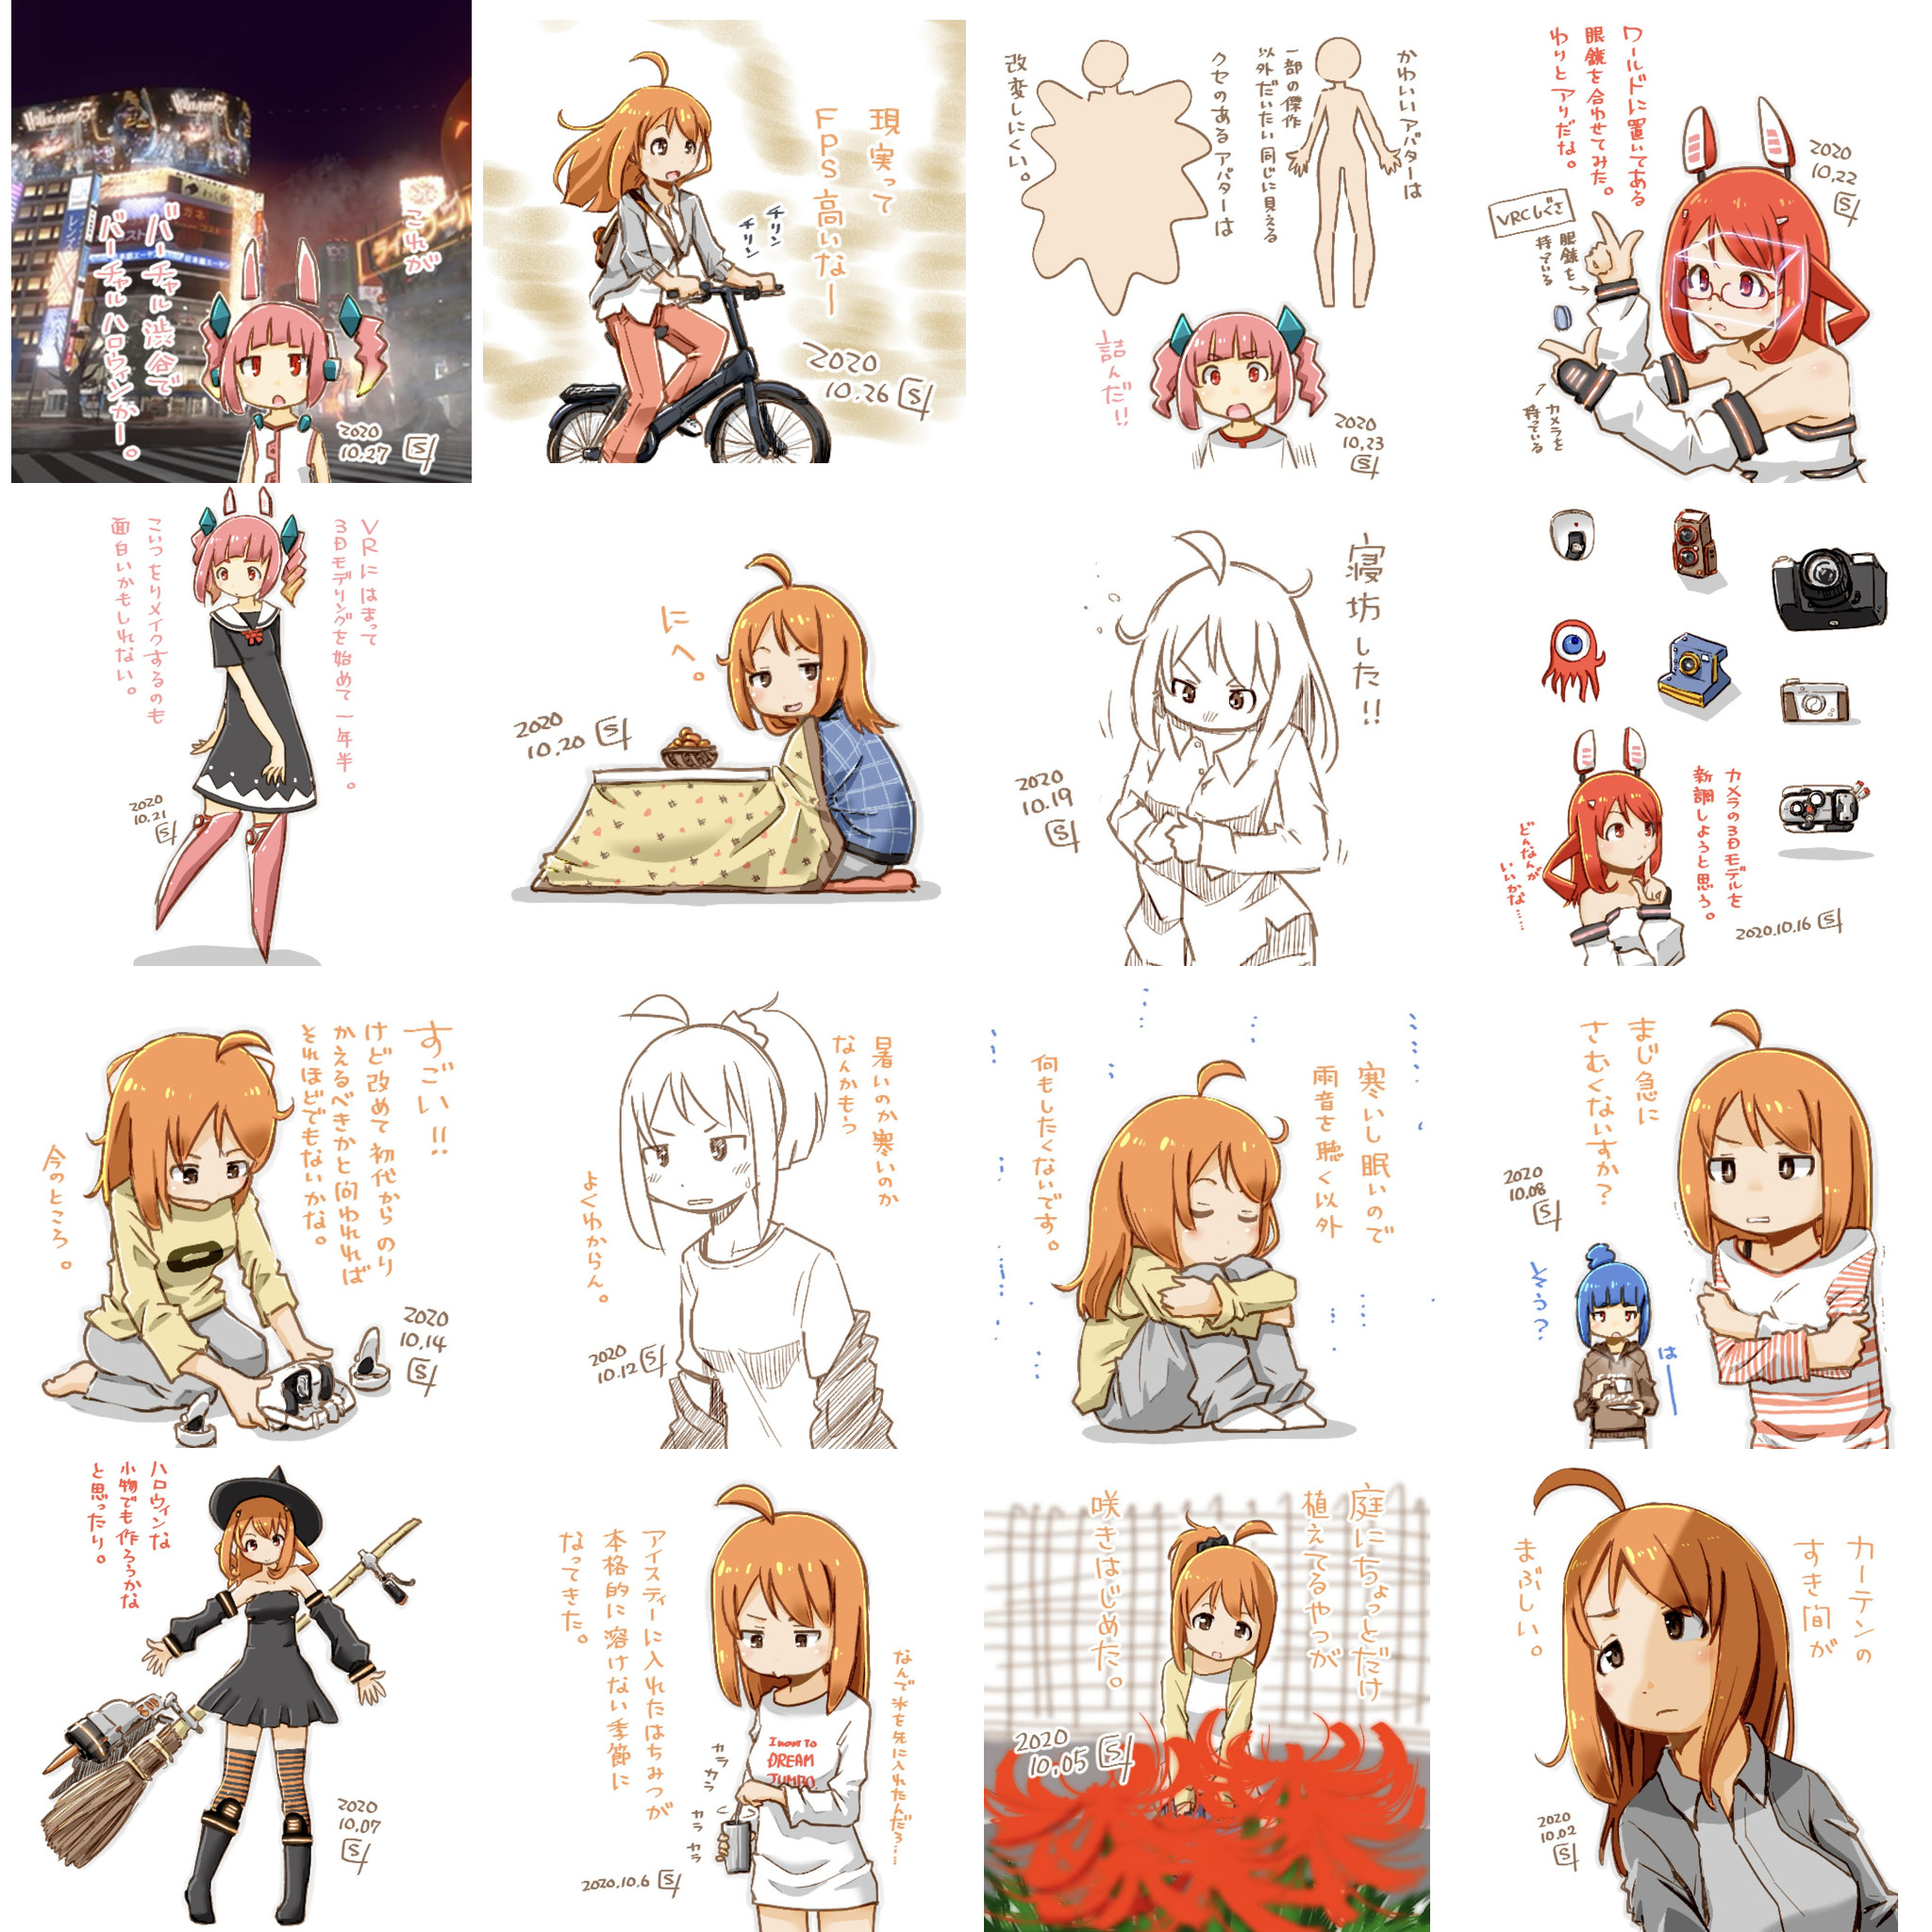 これが
バーチャル渋谷で
バーチャルハロウィンかー。
2020
10.27
現実って
FPS高いなー
チリン
チリン
2020
10.26
かわいいアバターは
一部の傑作
以外だいたい同じに見える
クセのあるアバターは
改変しにくい。
詰んだ!!
2020
10.23
ワールドに置いてある
眼鏡を合わせてみた。
わりとアリだな。
2020
10.22
VRCしぐさ
眼鏡を
持っている
カメラを
持っている
VRにはまって
3Dモデリングを始めて一年半。
こいつをリメイクするのも
面白いかもしれない。
2020
10.21
にへ。
2020
10.20
寝坊した!!
2020
10.19
カメラの3Dモデルを
新調しようと思う。
どんなんが
いいかな……
2020.10.16
すごい!!
けど改めて初代からのり
かえるべきかと問われれば
それほどでもないかな。
今のところ。
2020
10.14
暑いのか寒いのか
なんかもう
よくわからん。
2020
10.12
寒いし眠いので
雨音を聴く以外
何もしたくないです。
まじ急に
さむくないすか?
2020
10.08
そう?
はー
ハロウィンな
小物でも作ろうかな
と思ったり。
2020
10.07
アイスティーに入れたはちみつが
本格的に溶けない季節に
なってきた。
なんで氷を先に入れたんだろ…
カラ
カラ
カラ
カラ
I WANT TO
DREAM
JUMBO
2020.10.6
庭にちょっとだけ
植えてるやつが
咲きはじめた。
2020
10.05
カーテンの
すき間が
まぶしい。
2020
10.02